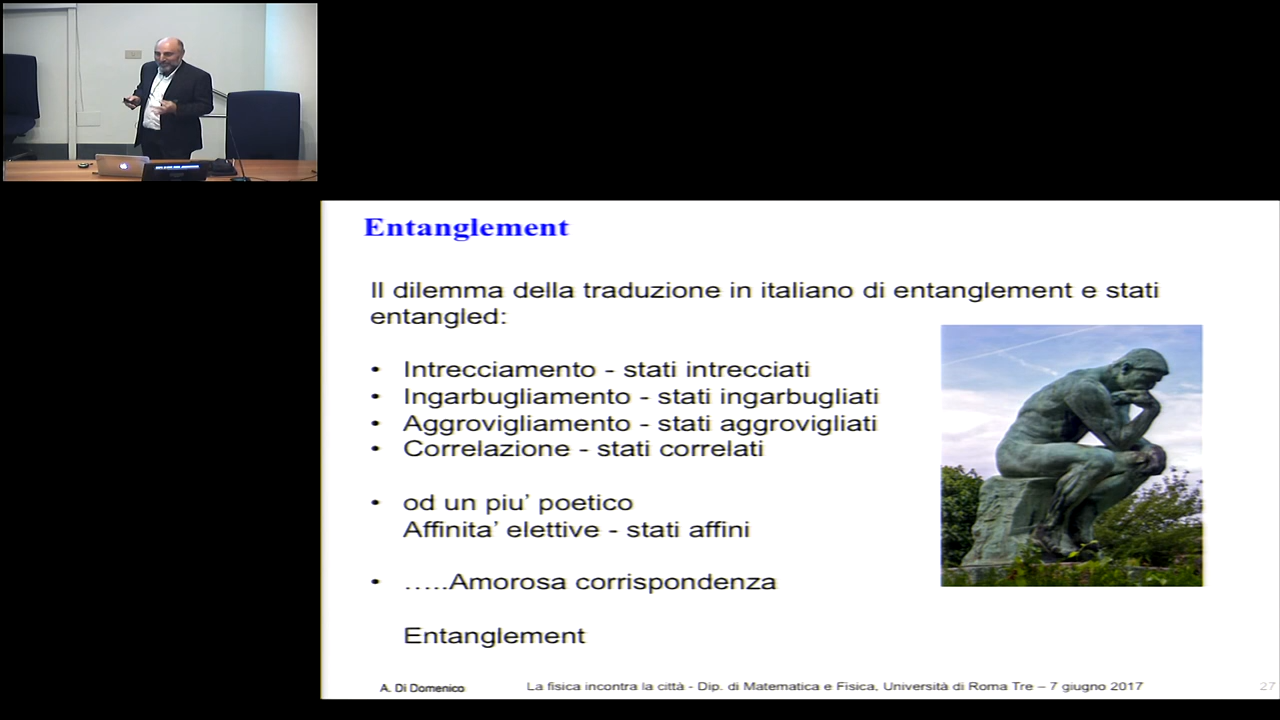 Entanglement
Il dilemma della traduzione in italiano di entanglement e stati
entangled:
• Intrecciamento - stati intrecciati
• Ingarbugliamento - stati ingarbugliati
• Aggrovigliamento - stati aggrovigliati
• Correlazione - stati correlati
• od un piu’ poetico
Affinita’ elettive - stati affini
• …..Amorosa corrispondenza
Entanglement
A. Di Domenico
La fisica incontra la città - Dip. di Matematica e Fisica, Università di Roma Tre – 7 giugno 2017
27